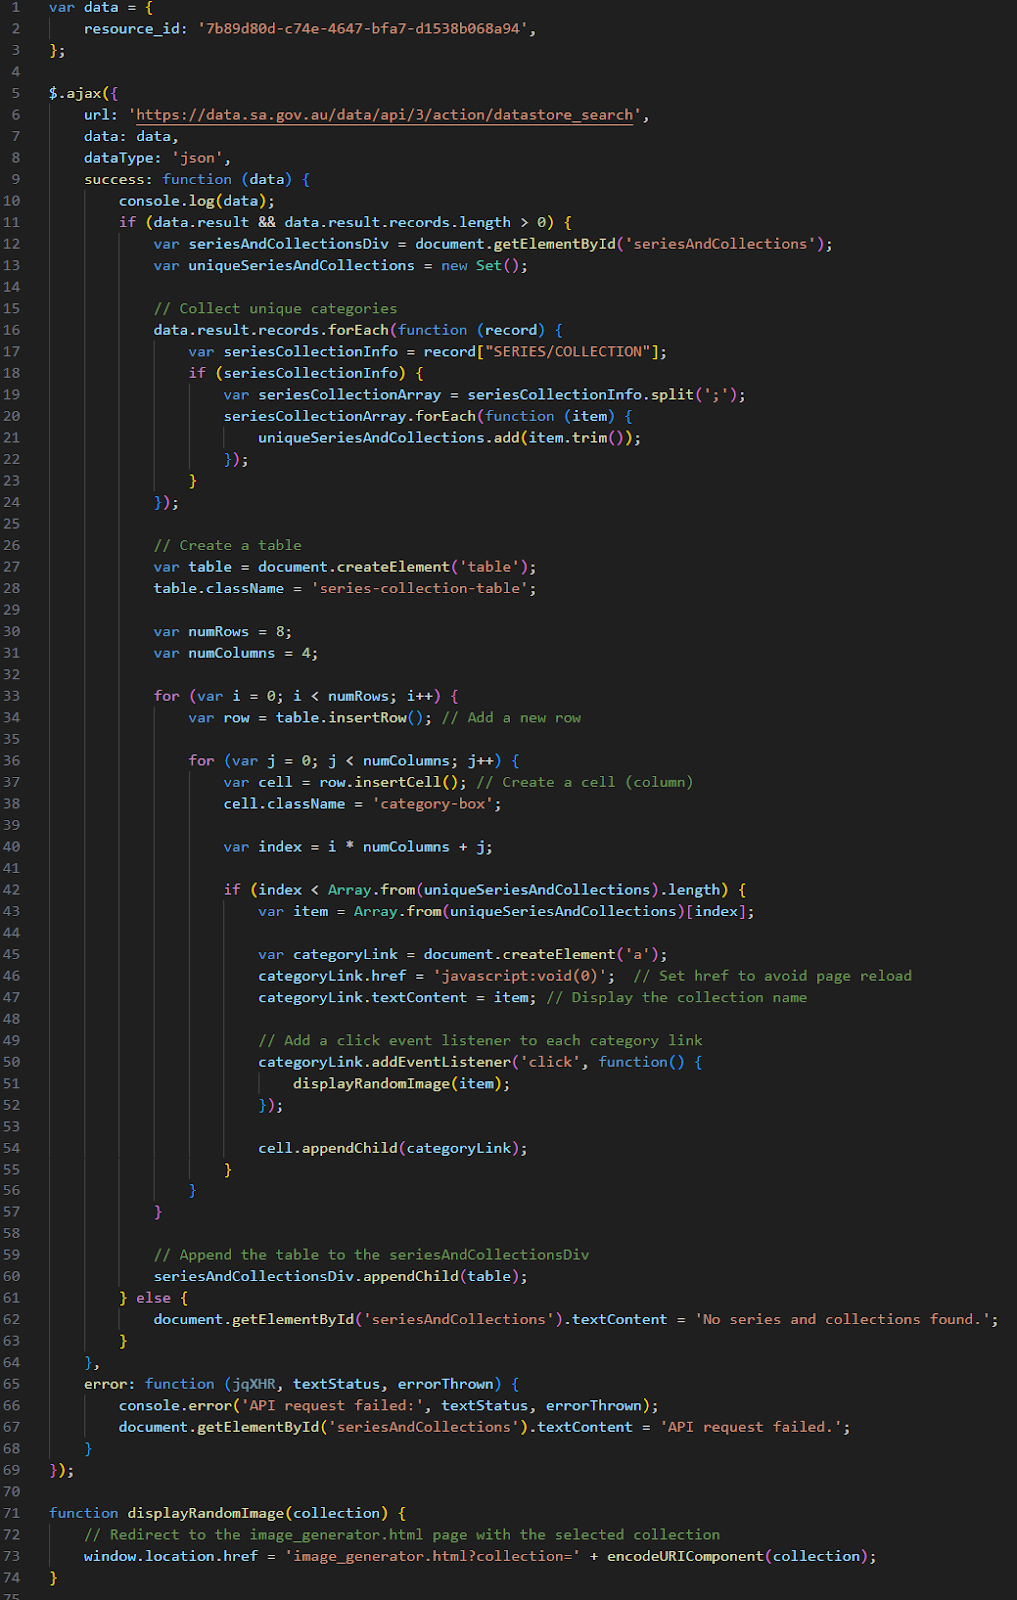 1 var data = {
2     resource_id: '7b89d80d-c74e-4647-bfa7-d1538b068a94',
3 };
4
5 $.ajax({
6     url: 'https://data.sa.gov.au/data/api/3/action/datastore_search',
7     data: data,
8     dataType: 'json',
9     success: function (data) {
10         console.log(data);
11         if (data.result && data.result.records.length > 0) {
12             var seriesAndCollectionsDiv = document.getElementById('seriesAndCollections');
13             var uniqueSeriesAndCollections = new Set();
14
15             // Collect unique categories
16             data.result.records.forEach(function (record) {
17                 var seriesCollectionInfo = record["SERIES/COLLECTION"];
18                 if (seriesCollectionInfo) {
19                     var seriesCollectionArray = seriesCollectionInfo.split(';');
20                     seriesCollectionArray.forEach(function (item) {
21                         uniqueSeriesAndCollections.add(item.trim());
22                     });
23                 }
24             });
25
26             // Create a table
27             var table = document.createElement('table');
28             table.className = 'series-collection-table';
29
30             var numRows = 8;
31             var numColumns = 4;
32
33             for (var i = 0; i < numRows; i++) {
34                 var row = table.insertRow(); // Add a new row
35
36                 for (var j = 0; j < numColumns; j++) {
37                     var cell = row.insertCell(); // Create a cell (column)
38                     cell.className = 'category-box';
39
40                     var index = i * numColumns + j;
41
42                     if (index < Array.from(uniqueSeriesAndCollections).length) {
43                         var item = Array.from(uniqueSeriesAndCollections)[index];
44
45                         var categoryLink = document.createElement('a');
46                         categoryLink.href = 'javascript:void(0)';  // Set href to avoid page reload
47                         categoryLink.textContent = item; // Display the collection name
48
49                         // Add a click event listener to each category link
50                         categoryLink.addEventListener('click', function() {
51                             displayRandomImage(item);
52                         });
53
54                         cell.appendChild(categoryLink);
55                     }
56                 }
57             }
58
59             // Append the table to the seriesAndCollectionsDiv
60             seriesAndCollectionsDiv.appendChild(table);
61         } else {
62             document.getElementById('seriesAndCollections').textContent = 'No series and collections found.';
63         }
64     },
65     error: function (jqXHR, textStatus, errorThrown) {
66         console.error('API request failed:', textStatus, errorThrown);
67         document.getElementById('seriesAndCollections').textContent = 'API request failed.';
68     }
69 });
70
71 function displayRandomImage(collection) {
72     // Redirect to the image_generator.html page with the selected collection
73     window.location.href = 'image_generator.html?collection=' + encodeURIComponent(collection);
74 }
75